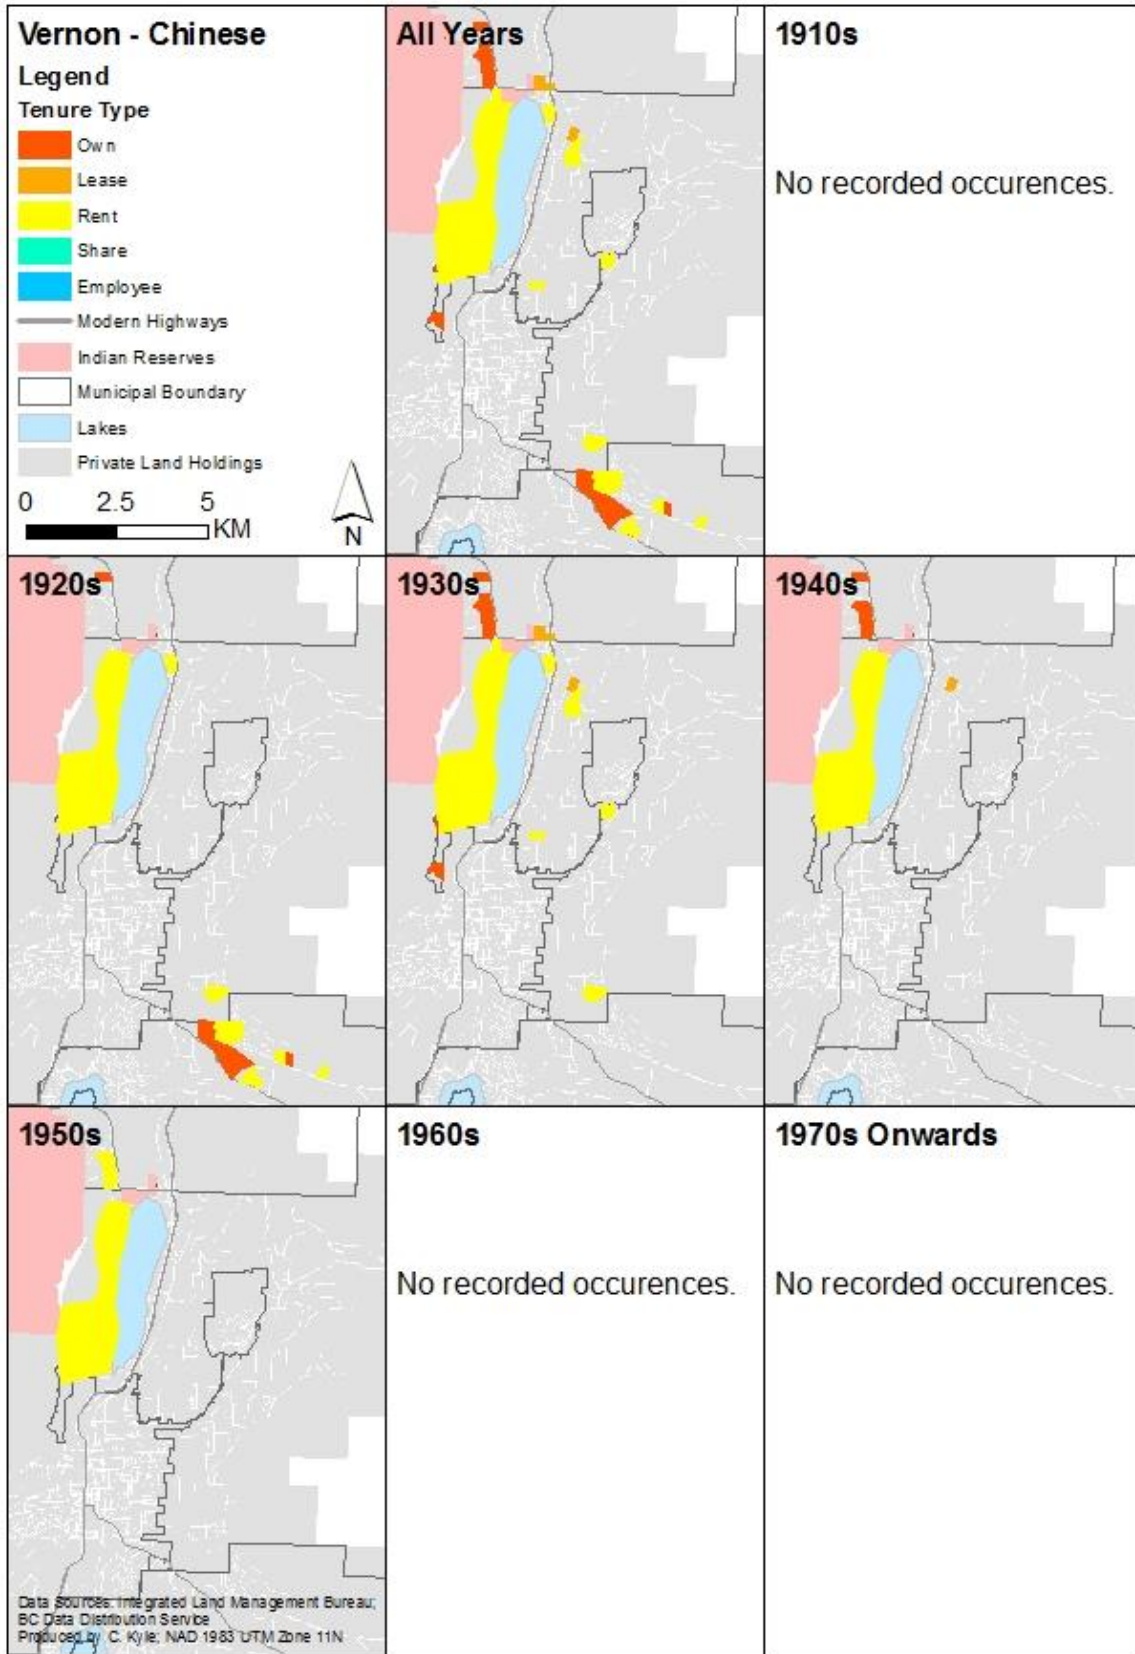 Vernon - Chinese
Legend
Tenure Type
Own
Lease
Rent
Share
Employee
Modern Highways
Indian Reserves
Municipal Boundary
Lakes
Private Land Holdings
0 2.5 5
KM
N
All Years
1910s
No recorded occurences.
1920s
1930s
1940s
1950s
Data Sources: Integrated Land Management Bureau;
BC Data Distribution Service
Produced by C. Kyle; NAD 1983 UTM Zone 11N
1960s
No recorded occurences.
1970s Onwards
No recorded occurences.